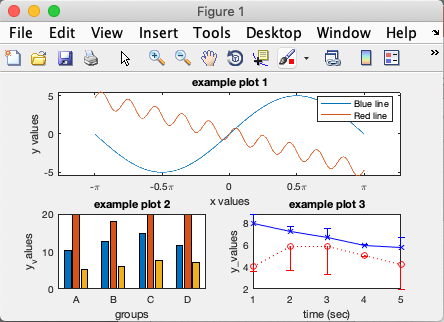 Figure 1
File Edit View Insert Tools Desktop Window Help
example plot 1
Blue line
Red line
y values
5
0
-5
-π -0.5π 0 0.5π π
x values
example plot 2
yᵥalues
20
10
0
A B C D
groups
example plot 3
y_values
8
6
4
2
1 2 3 4 5
time (sec)